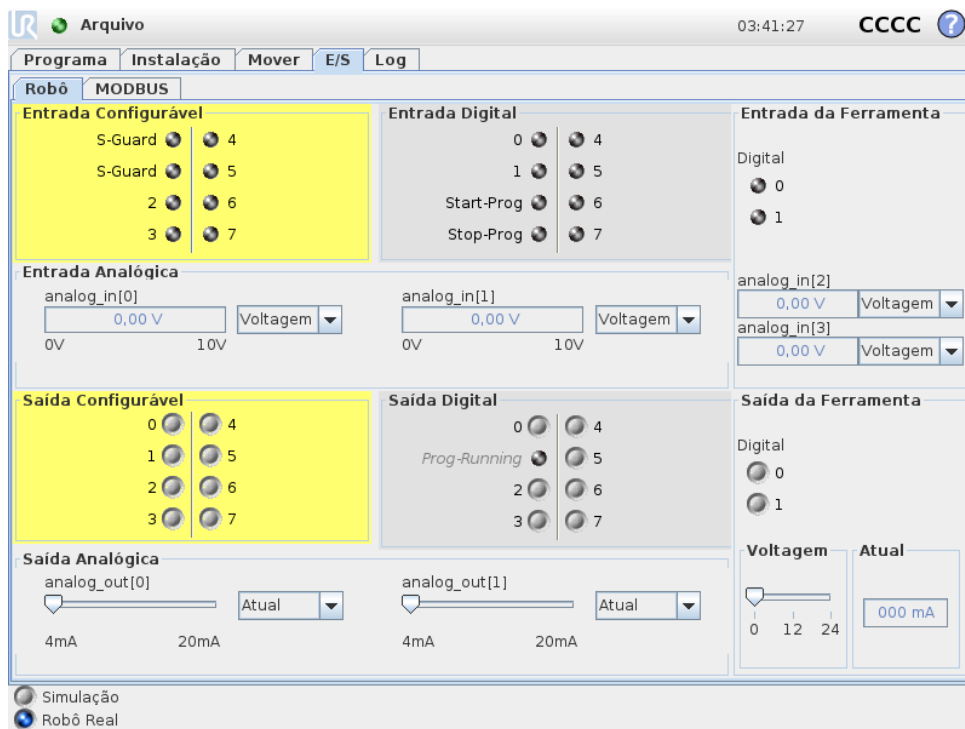 UR Arquivo 03:41:27 CCCC ?
Programa Instalação Mover E/S Log
Robô MODBUS
Entrada Configurável
S-Guard 4
S-Guard 5
2 6
3 7
Entrada Digital
0 4
1 5
Start-Prog 6
Stop-Prog 7
Entrada da Ferramenta
Digital
0
1
analog_in[2]
0,00 V Voltagem
analog_in[3]
0,00 V Voltagem
Entrada Analógica
analog_in[0]
0,00 V Voltagem
0V 10V
analog_in[1]
0,00 V Voltagem
0V 10V
Saída Configurável
0 4
1 5
2 6
3 7
Saída Digital
0 4
Prog-Running 5
2 6
3 7
Saída da Ferramenta
Digital
0
1
Voltagem
0 12 24
Atual
000 mA
Saída Analógica
analog_out[0]
Atual
4mA 20mA
analog_out[1]
Atual
4mA 20mA
Simulação
Robô Real